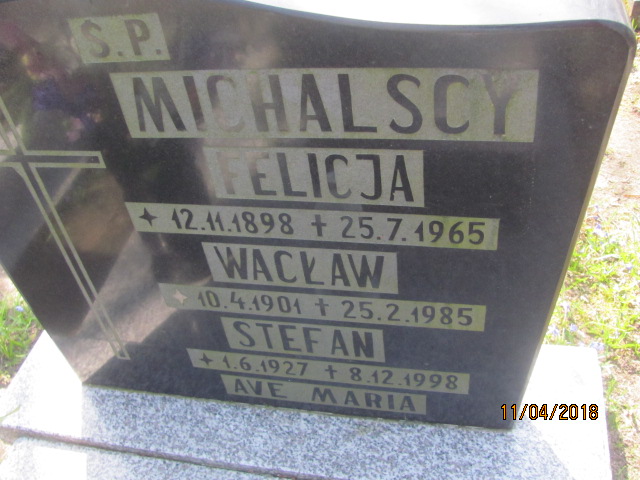 Ś.P.
MICHALSCY
FELICJA
✦ 12.11.1898 ✝ 25.7.1965
WACŁAW
✦ 10.4.1901 ✝ 25.2.1985
STEFAN
✦ 1.6.1927 ✝ 8.12.1998
AVE MARIA
11/04/2018